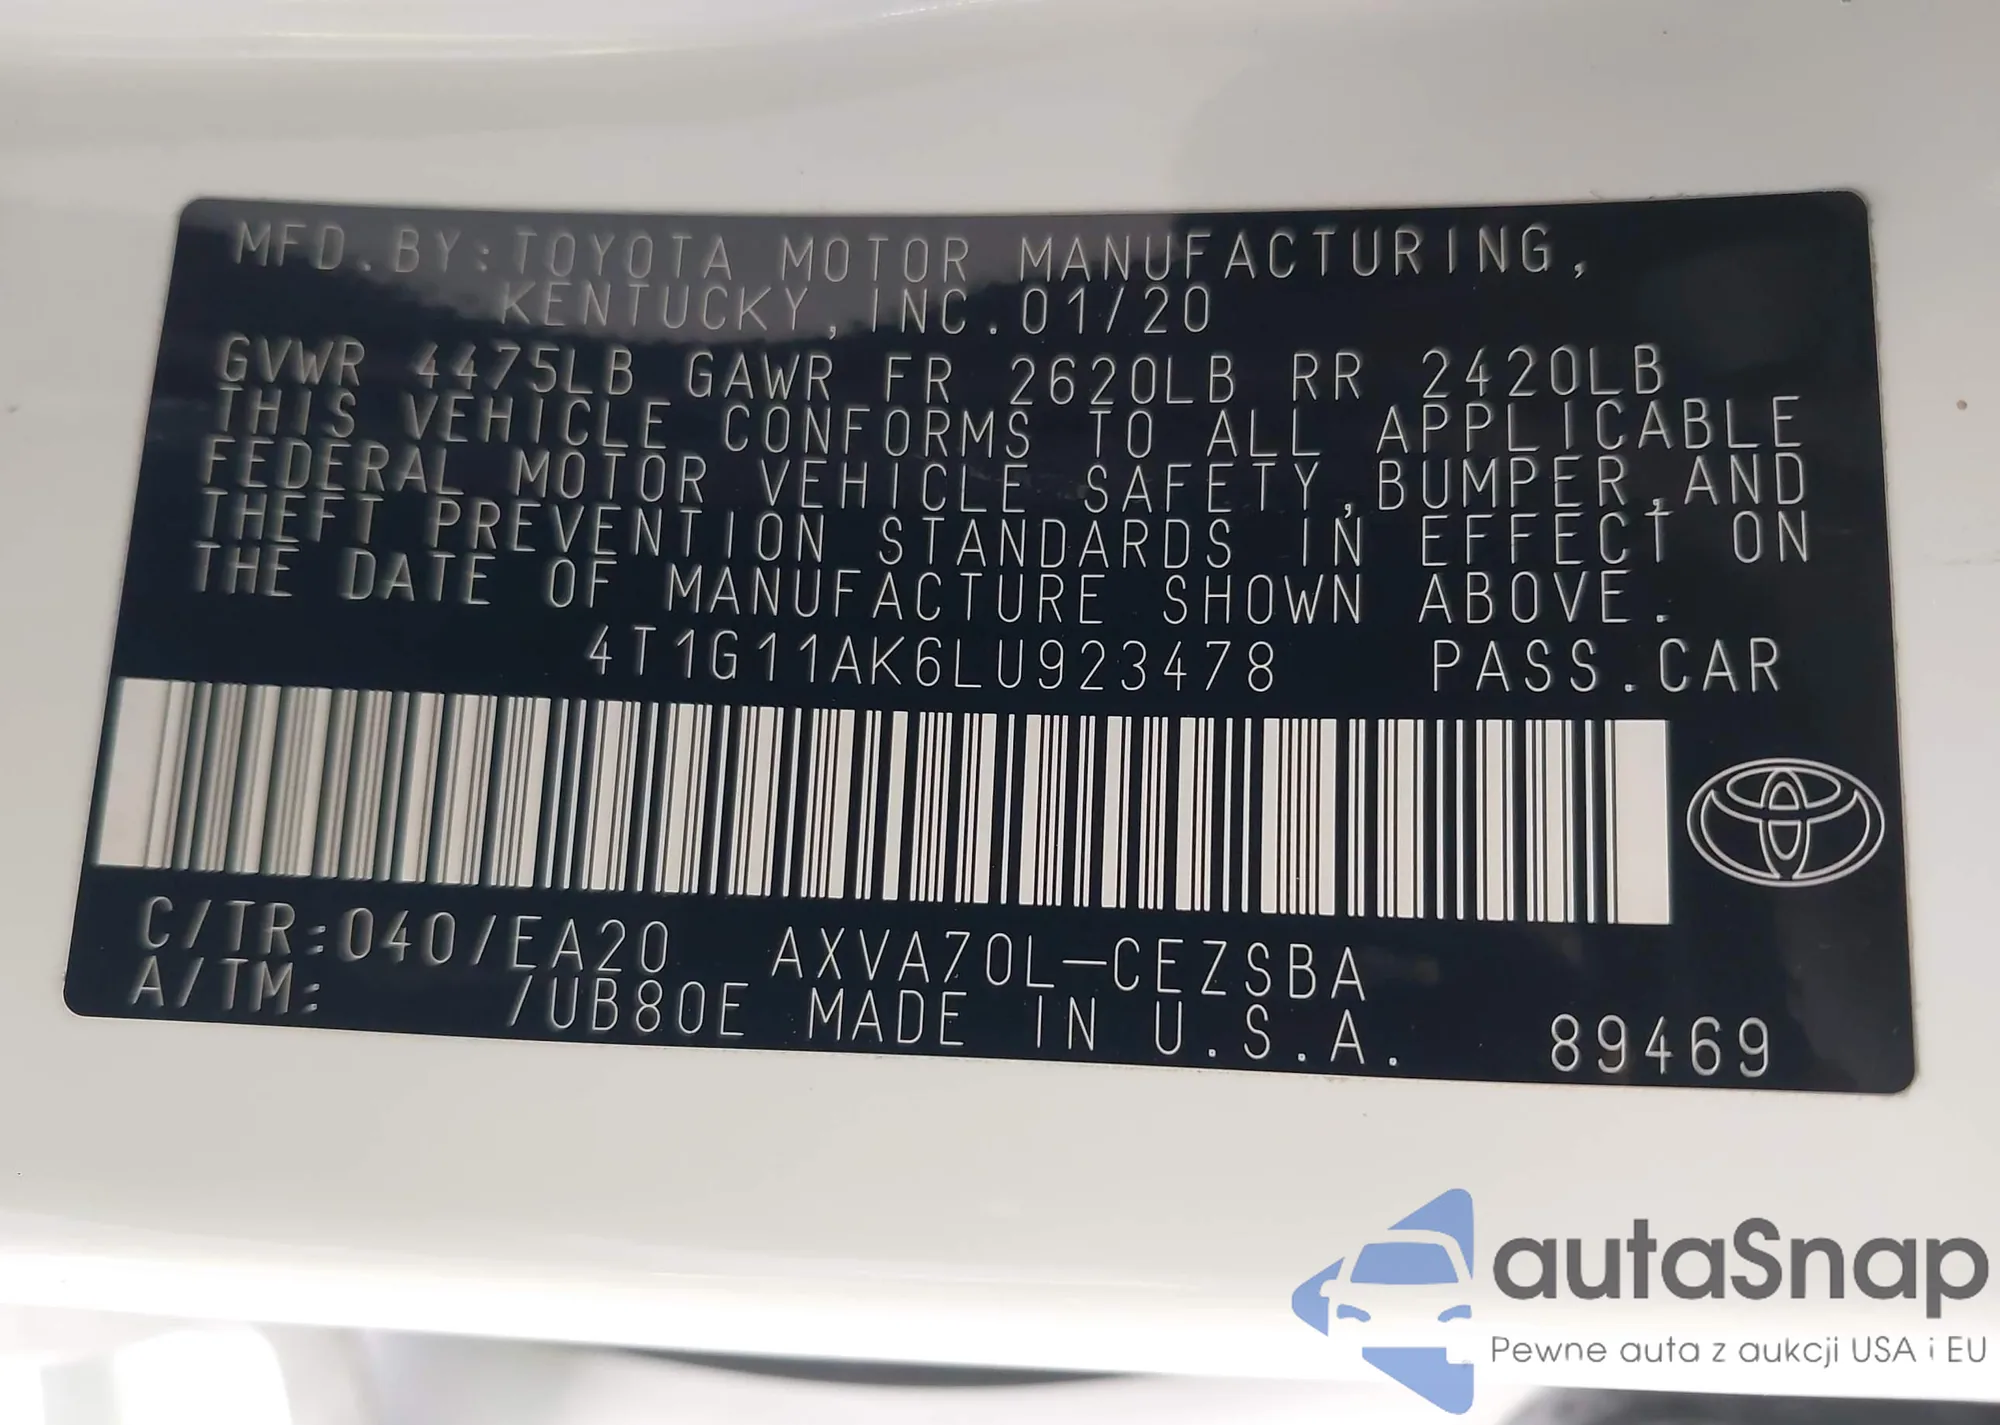 MFD.BY:TOYOTA MOTOR MANUFACTURING,
KENTUCKY,INC.01/20
GVWR 4475LB GAWR FR 2620LB RR 2420LB
THIS VEHICLE CONFORMS TO ALL APPLICABLE
FEDERAL MOTOR VEHICLE SAFETY,BUMPER,AND
THEFT PREVENTION STANDARDS IN EFFECT ON
THE DATE OF MANUFACTURE SHOWN ABOVE.
4T1G11AK6LU923478 PASS.CAR
C/TR:040/EA20 AXVA70L-CEZSBA
A/TM: /UB80E MADE IN U.S.A. 89469
autaSnap
Pewne auta z aukcji USA i EU